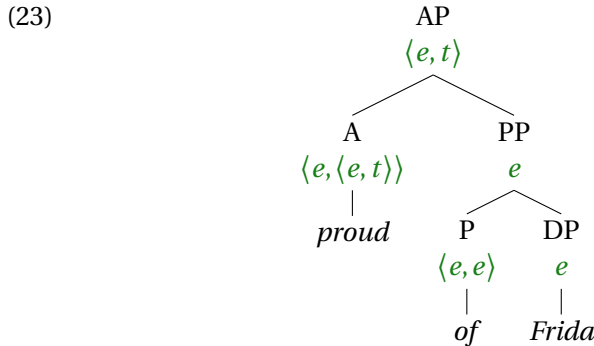 (23) AP
⟨e, t⟩
A PP
⟨e, ⟨e, t⟩⟩ e
proud P DP
⟨e, e⟩ e
of Frida